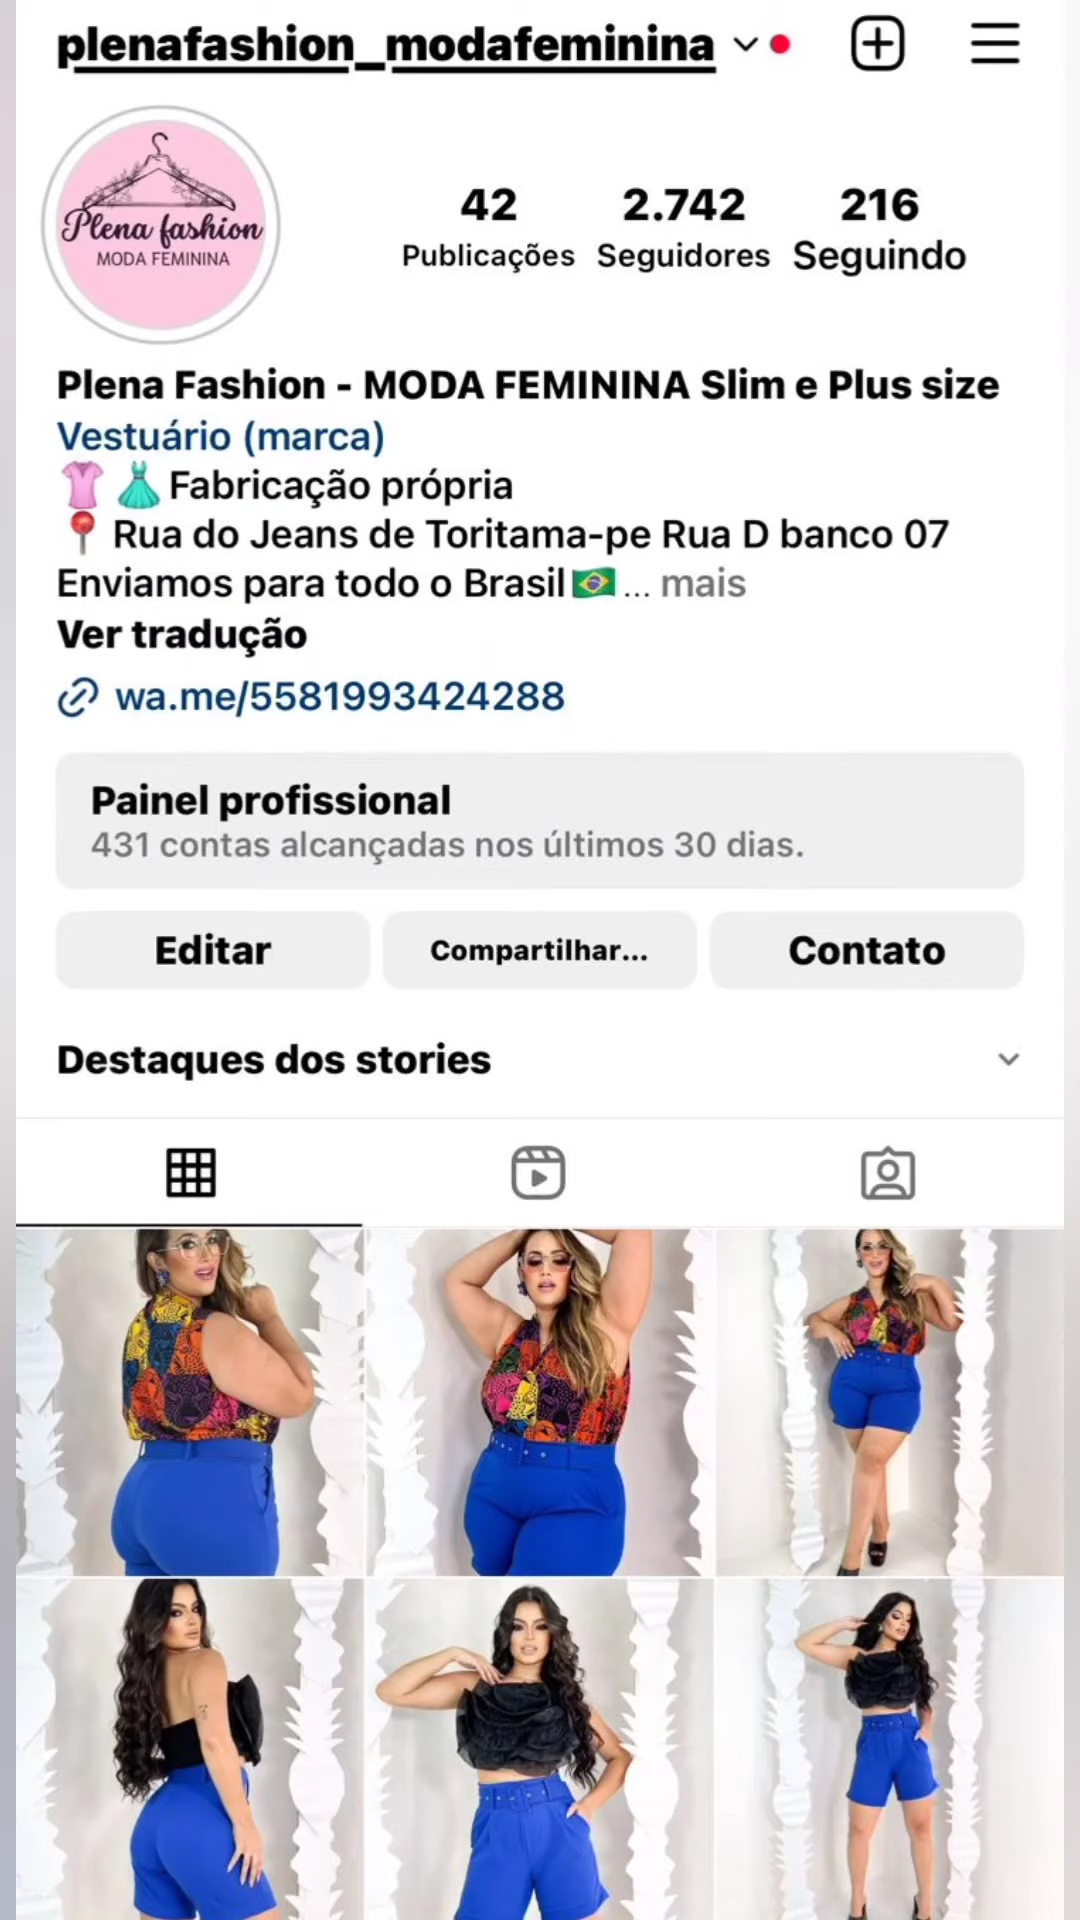 plenafashion_modafeminina
Plena fashion
MODA FEMININA
42
Publicações
2.742
Seguidores
216
Seguindo
Plena Fashion - MODA FEMININA Slim e Plus size
Vestuário (marca)
👚👗Fabricação própria
📍Rua do Jeans de Toritama-pe Rua D banco 07
Enviamos para todo o Brasil🇧🇷... mais
Ver tradução
wa.me/5581993424288
Painel profissional
431 contas alcançadas nos últimos 30 dias.
Editar
Compartilhar...
Contato
Destaques dos stories